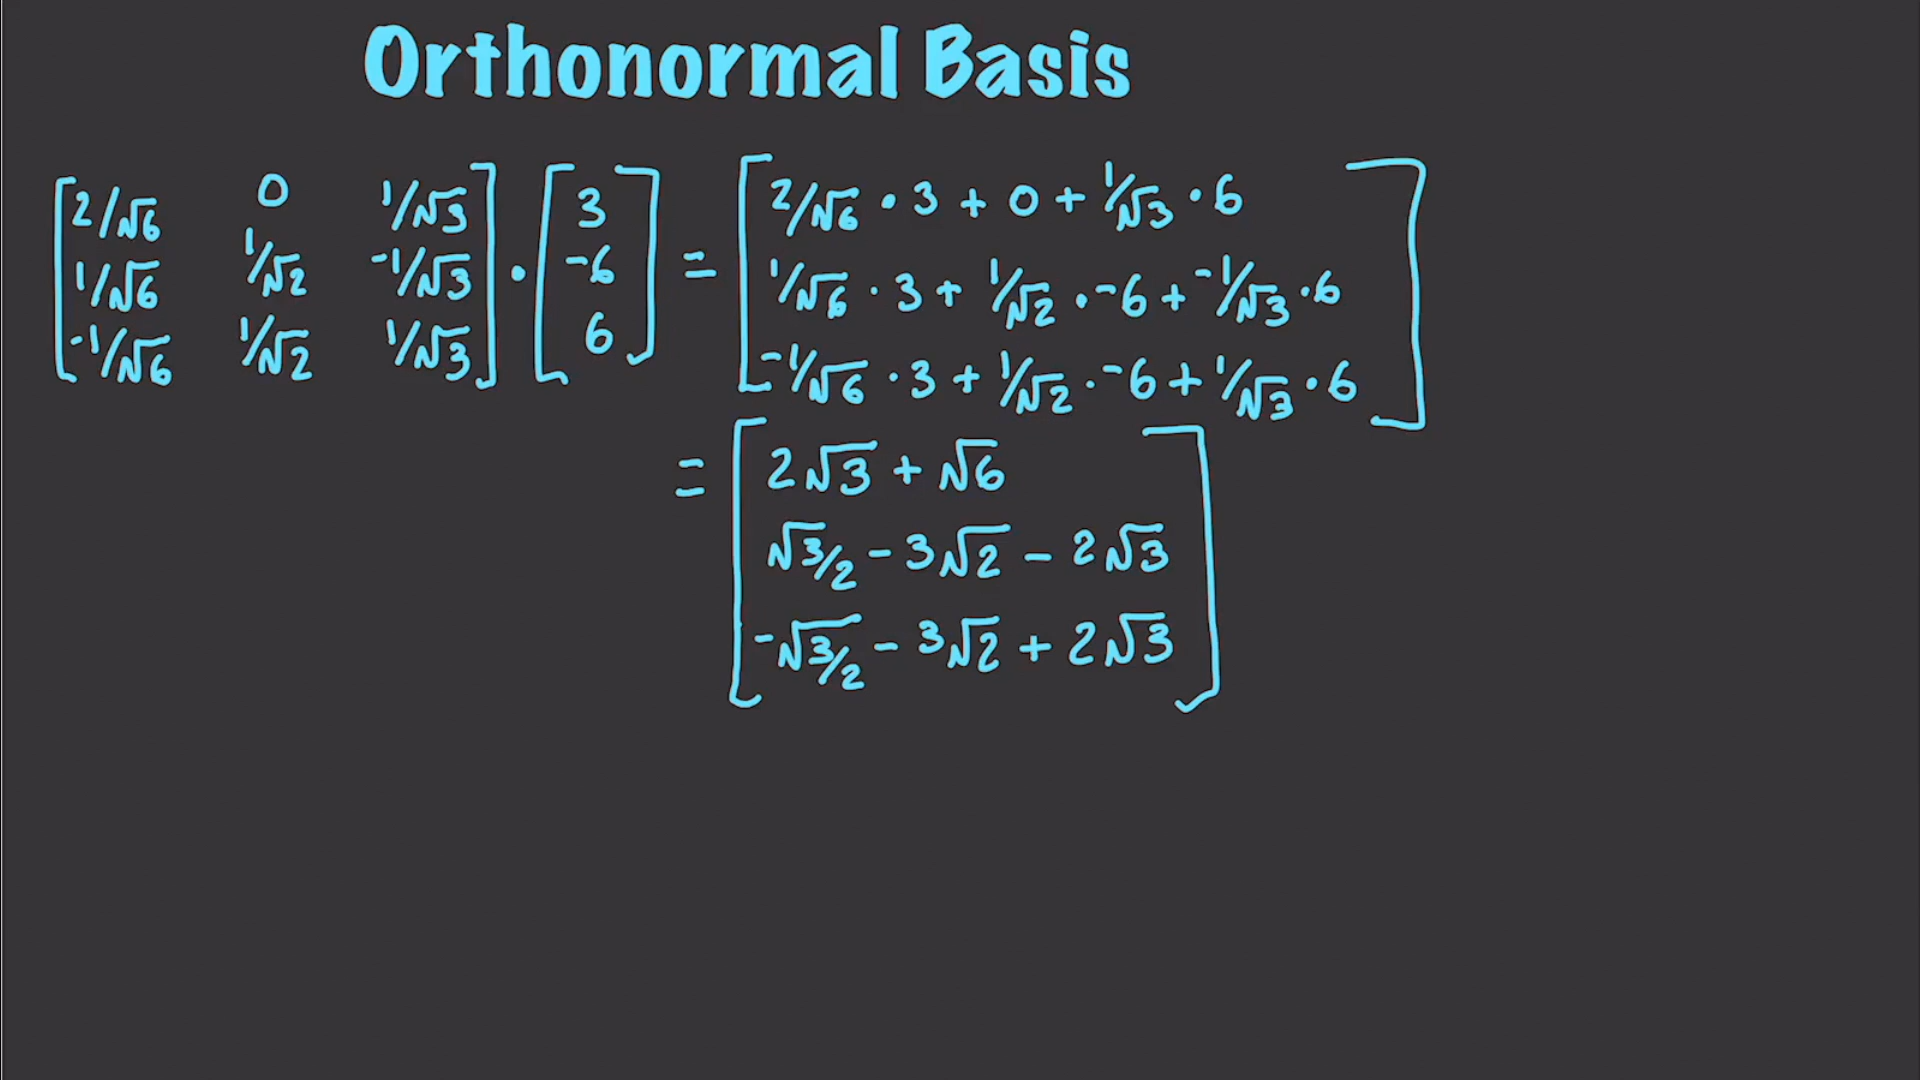 Orthonormal Basis
[2/√6 0 1/√3] · [3] = [2/√6 · 3 + 0 + 1/√3 · 6]
[1/√6 1/√2 -1/√3] [-6] [1/√6 · 3 + 1/√2 · -6 + -1/√3 · 6]
[-1/√6 1/√2 1/√3] [6] [-1/√6 · 3 + 1/√2 · -6 + 1/√3 · 6]
= [2√3 + √6]
[√3/2 - 3√2 - 2√3]
[-√3/2 - 3√2 + 2√3]